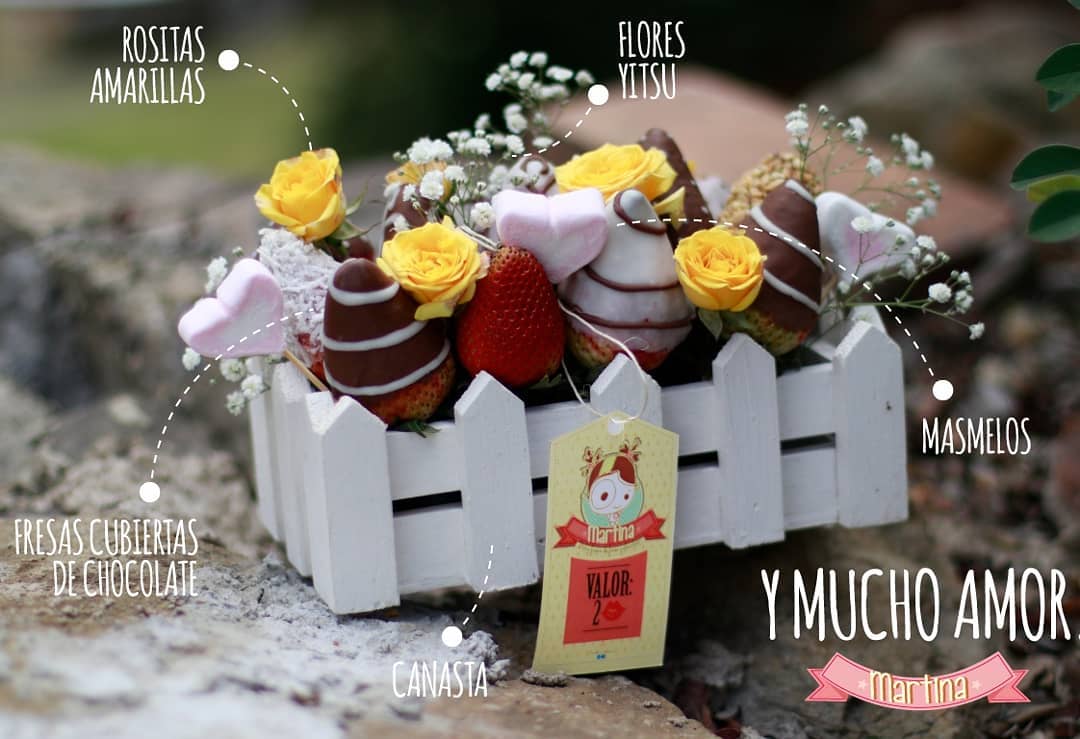 ROSITAS
AMARILLAS
FLORES
YITSU
MASMELOS
FRESAS CUBIERTAS
DE CHOCOLATE
CANASTA
Martina
VALOR:
2
Y MUCHO AMOR.
Martina